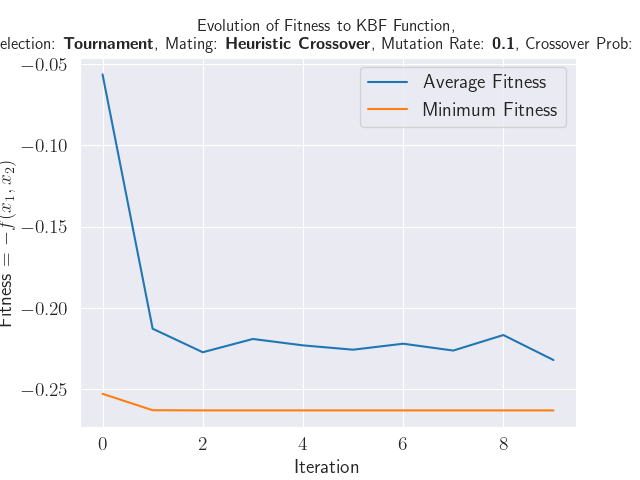 Evolution of Fitness to KBF Function,
election: Tournament, Mating: Heuristic Crossover, Mutation Rate: 0.1, Crossover Prob:
Average Fitness
Minimum Fitness
Fitness = −f(x₁, x₂)
−0.05
−0.10
−0.15
−0.20
−0.25
0 2 4 6 8
Iteration